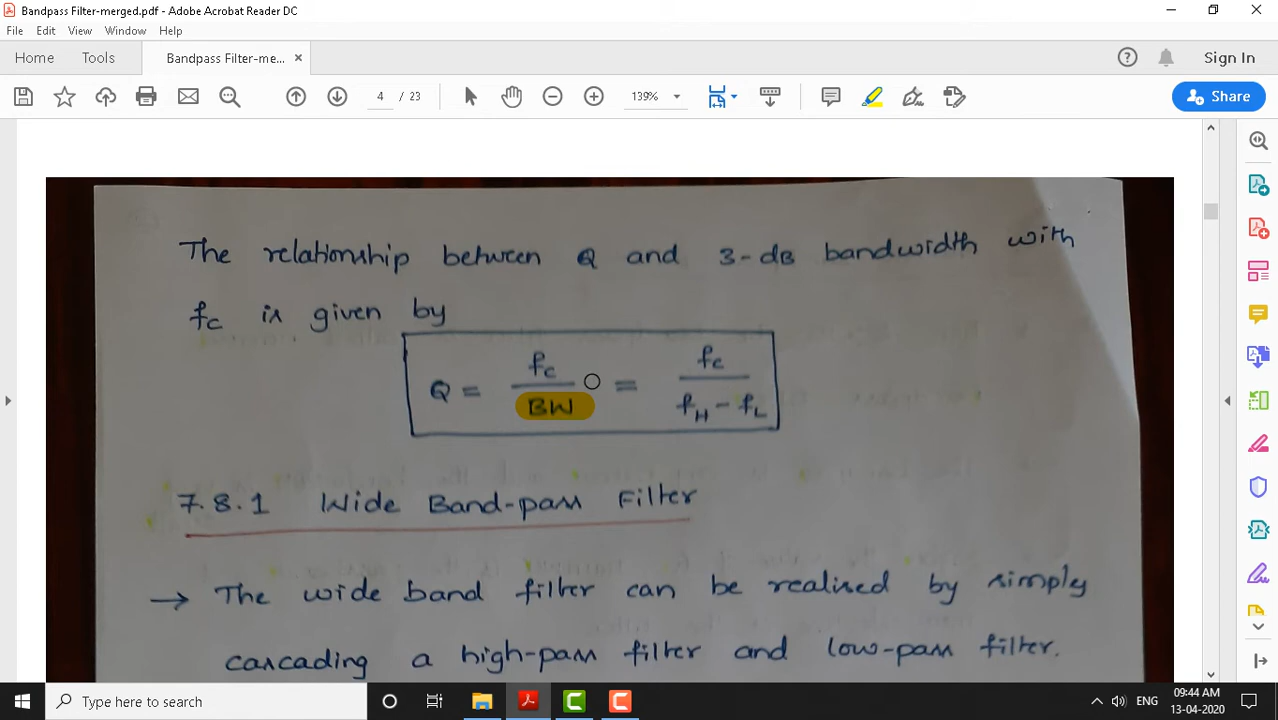 Bandpass Filter-merged.pdf - Adobe Acrobat Reader DC
File Edit View Window Help
Home Tools Bandpass Filter-me... × Sign In
4 / 23 139% Share
The relationship between Q and 3-dB bandwidth with
fc is given by
Q = fc / BW = fc / fH - fL
7.8.1 Wide Band-pass Filter
→ The wide band filter can be realised by simply
cascading a high-pass filter and low-pass filter.
Type here to search
ENG 09:44 AM
13-04-2020